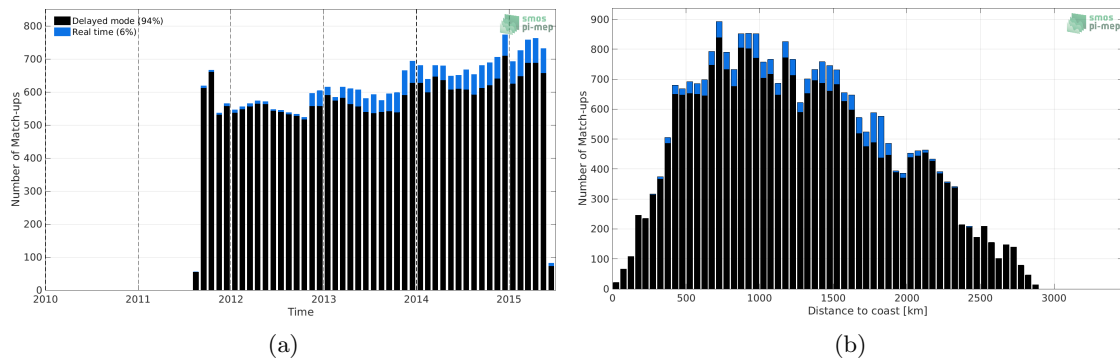 Delayed mode (94%)
Real time (6%)
smos
pi-mep
Number of Match-ups
800
700
600
500
400
300
200
100
0
2010
2011
2012
2013
2014
2015
Time
(a)
smos
pi-mep
Number of Match-ups
900
800
700
600
500
400
300
200
100
0
0
500
1000
1500
2000
2500
3000
Distance to coast [km]
(b)